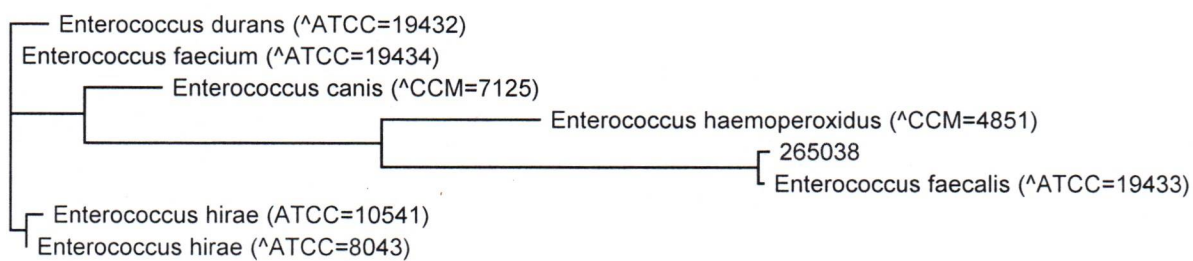 Enterococcus durans (^ATCC=19432)
Enterococcus faecium (^ATCC=19434)
Enterococcus canis (^CCM=7125)
Enterococcus haemoperoxidus (^CCM=4851)
265038
Enterococcus faecalis (^ATCC=19433)
Enterococcus hirae (ATCC=10541)
Enterococcus hirae (^ATCC=8043)